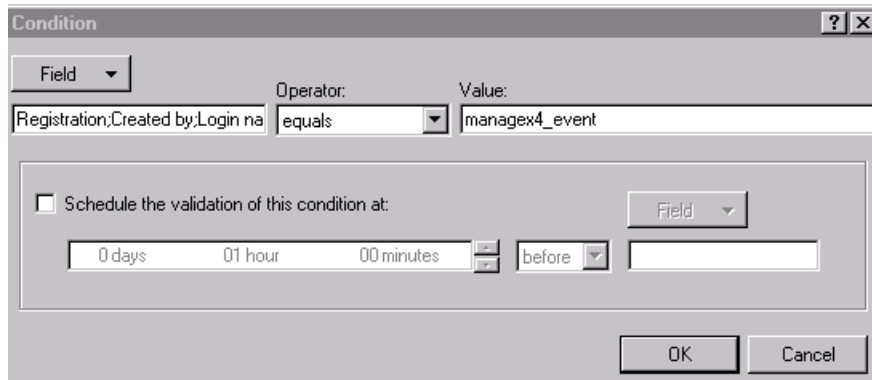 Condition
Field
Operator:
Value:
Registration;Created by;Login na
equals
managex4_event
Schedule the validation of this condition at:
Field
0 days 01 hour 00 minutes
before
OK
Cancel